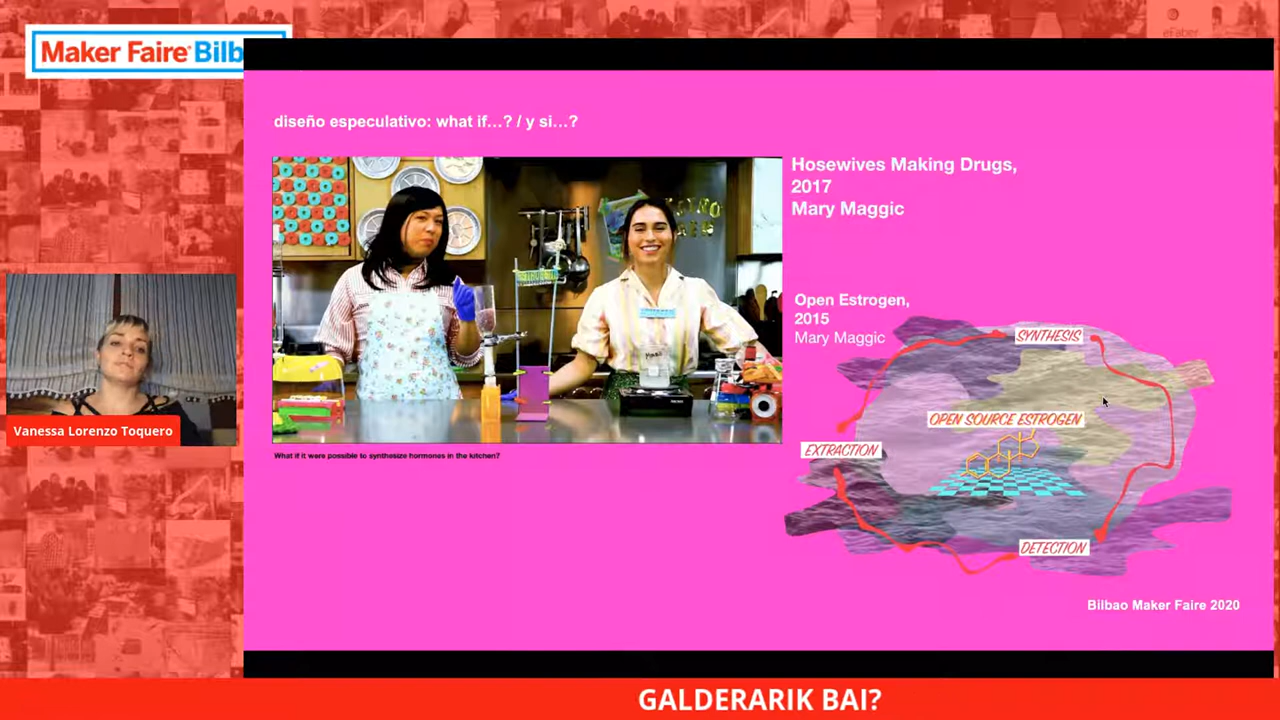 Maker Faire Bilb
diseño especulativo: what if...? / y si...?
Hosewives Making Drugs,
2017
Mary Maggic
Open Estrogen,
2015
Mary Maggic
SYNTHESIS
OPEN SOURCE ESTROGEN
EXTRACTION
DETECTION
What if it were possible to synthesize hormones in the kitchen?
Vanessa Lorenzo Toquero
Bilbao Maker Faire 2020
GALDERARIK BAI?